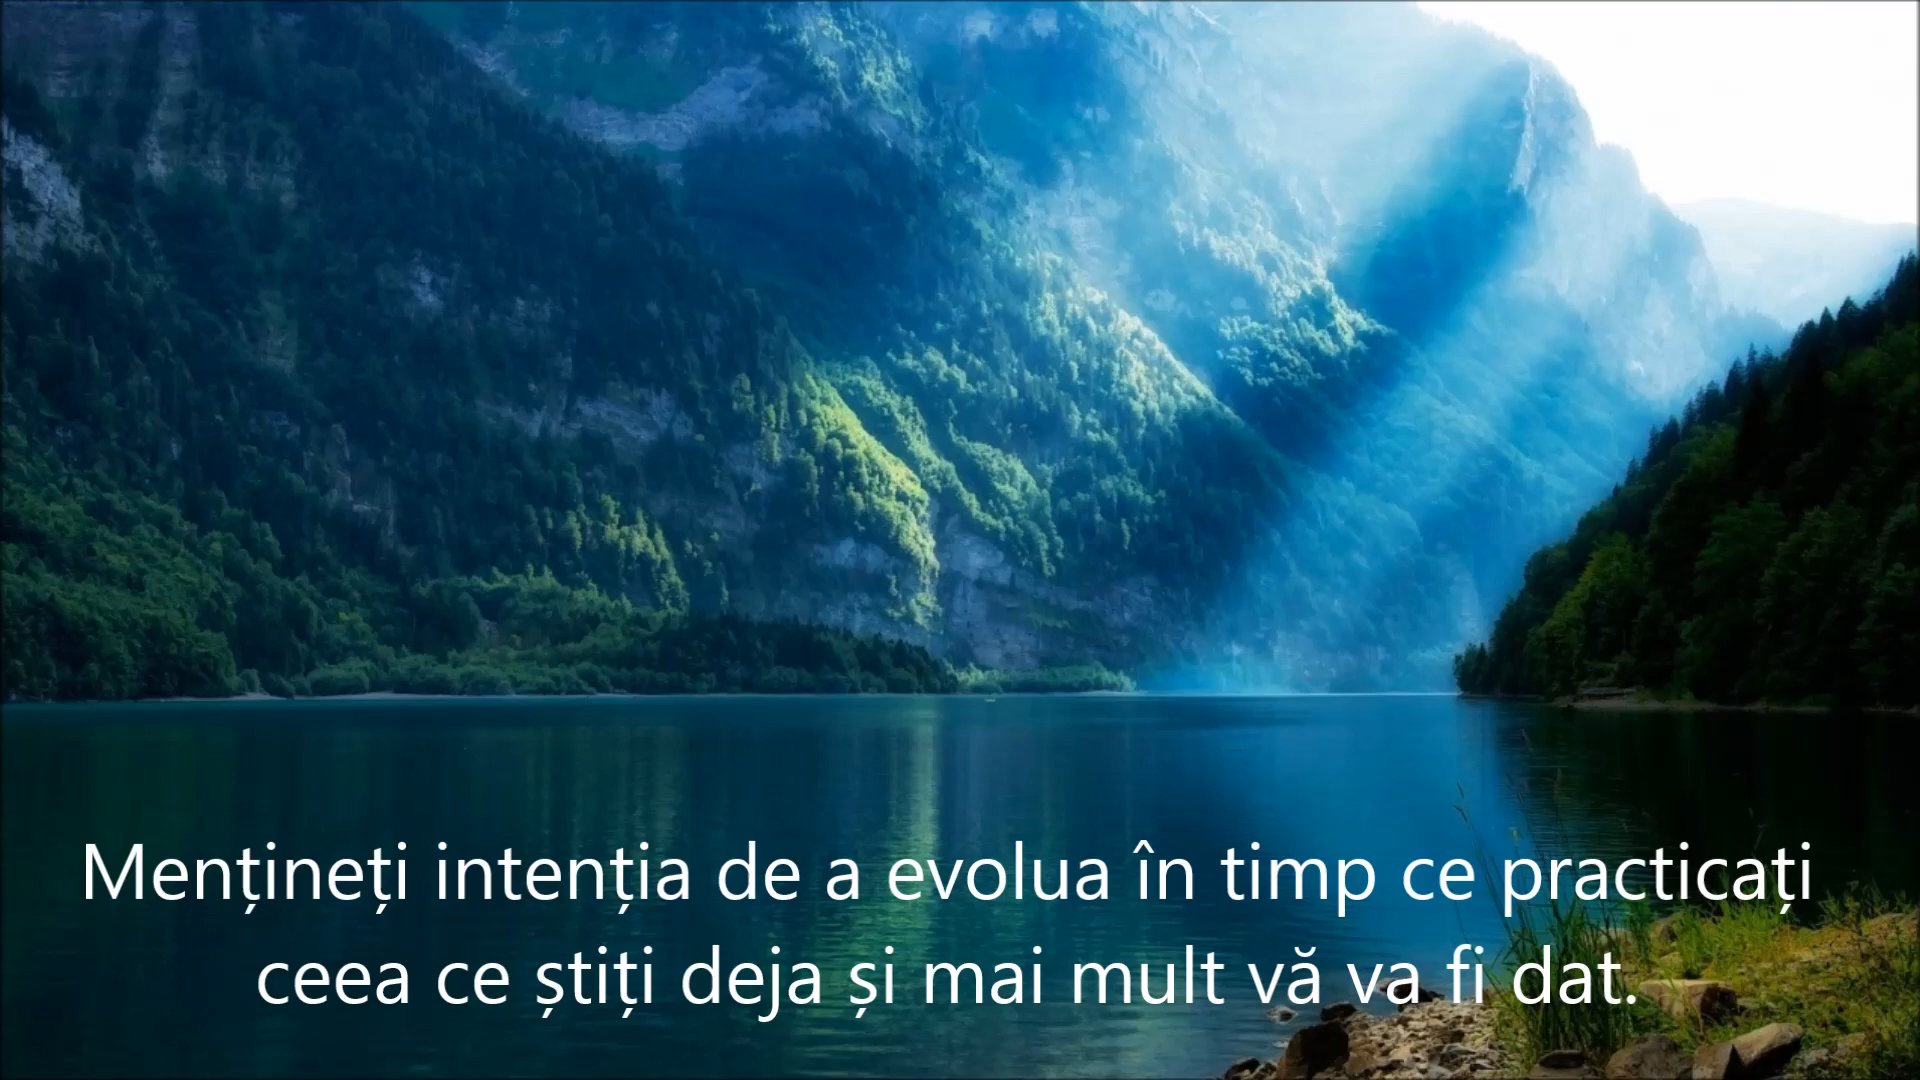 Mențineți intenția de a evolua în timp ce practicați
ceea ce știți deja și mai mult vă va fi dat.